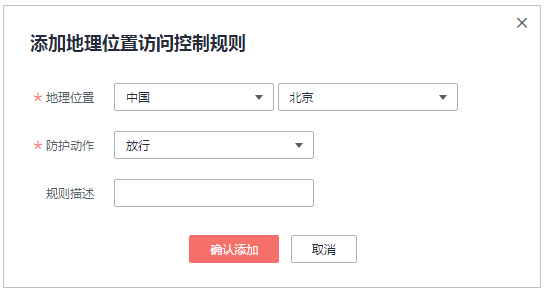 添加地理位置访问控制规则
* 地理位置 中国 北京
* 防护动作 放行
规则描述
确认添加 取消